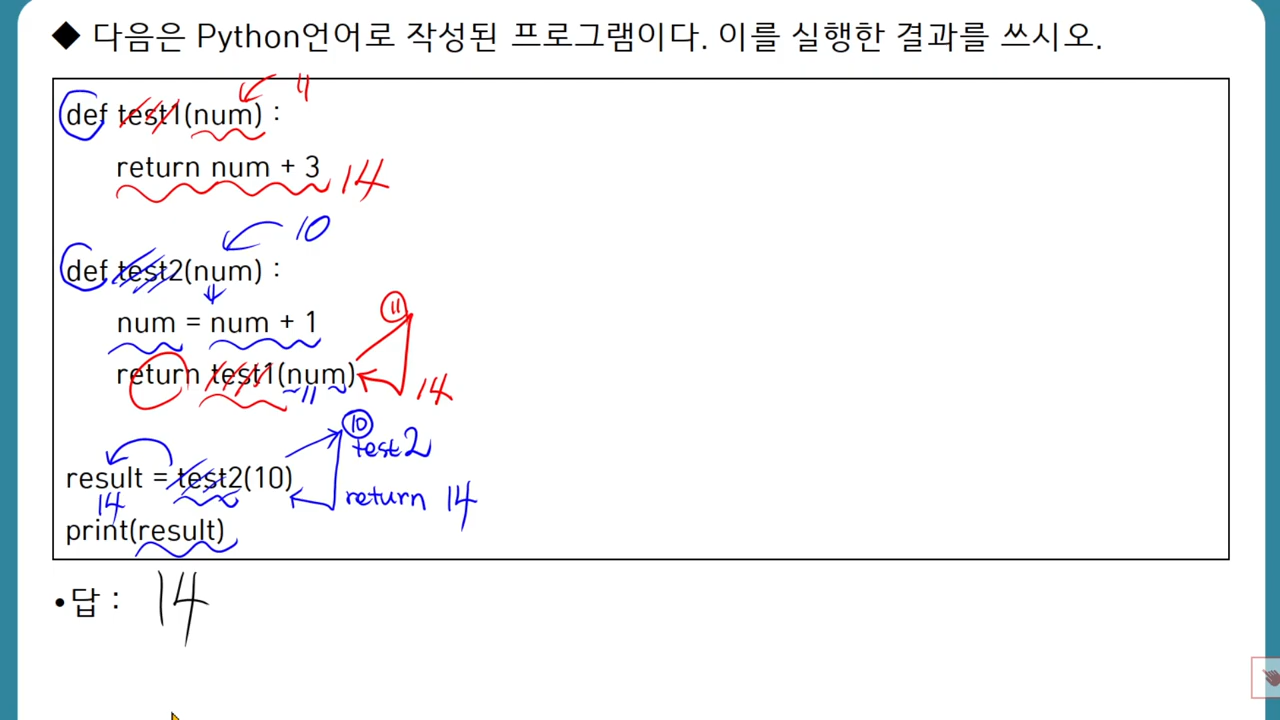 ◆ 다음은 Python언어로 작성된 프로그램이다. 이를 실행한 결과를 쓰시오.
11
def test1(num) :
return num + 3 14
10
def test2(num) :
num = num + 1
11
return test1(num)
11 14
10
test2
result = test2(10)
14 return 14
print(result)
•답 : 14